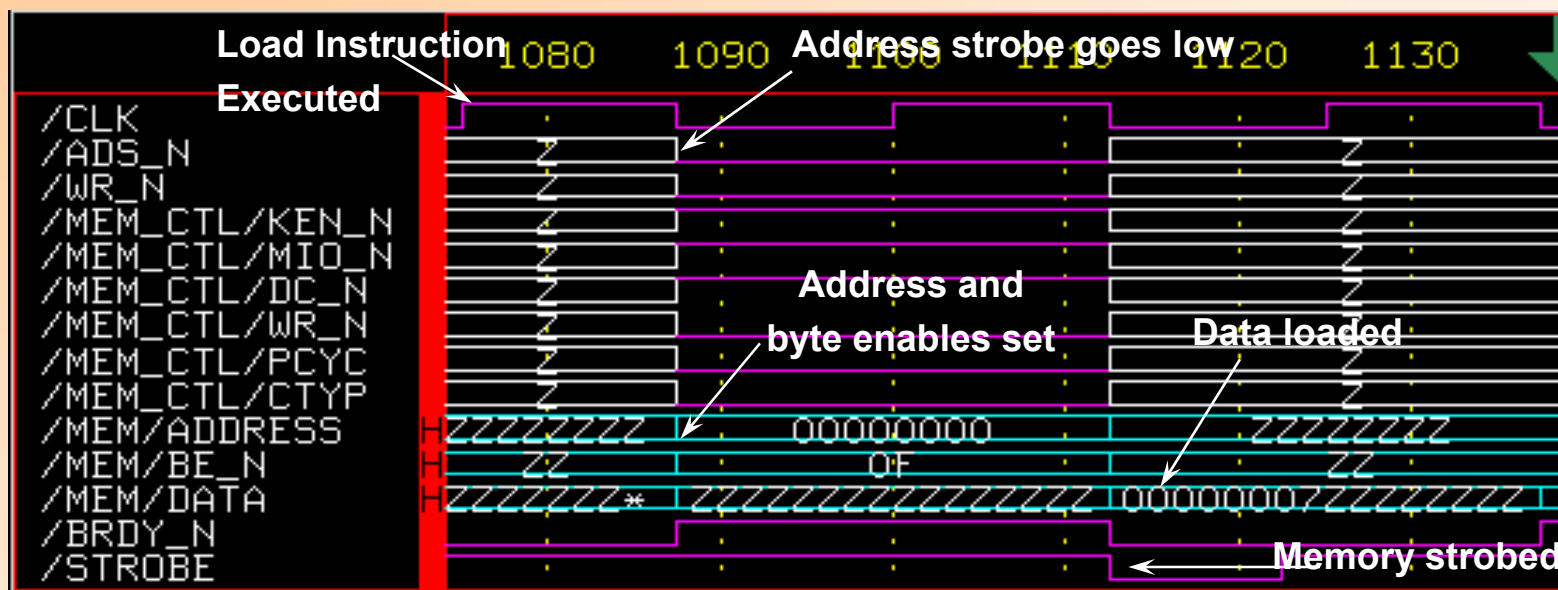 Load Instruction
Executed
Address strobe goes low
1080 1090 1100 1110 1120 1130
/CLK
/ADS_N Z Z
/WR_N Z Z
/MEM_CTL/KEN_N Z Z
/MEM_CTL/MIO_N Z Z
/MEM_CTL/DC_N Z Z
/MEM_CTL/WR_N Z Z
/MEM_CTL/PCYC Z Z
/MEM_CTL/CTYP Z Z
Address and
byte enables set
Data loaded
/MEM/ADDRESS H ZZZZZZZZ 00000000 ZZZZZZZZ
/MEM/BE_N H ZZ 0F ZZ
/MEM/DATA H ZZZZZZZ* ZZZZZZZZZZZZZZZZ 00000007ZZZZZZZZ
/BRDY_N
/STROBE
Memory strobed